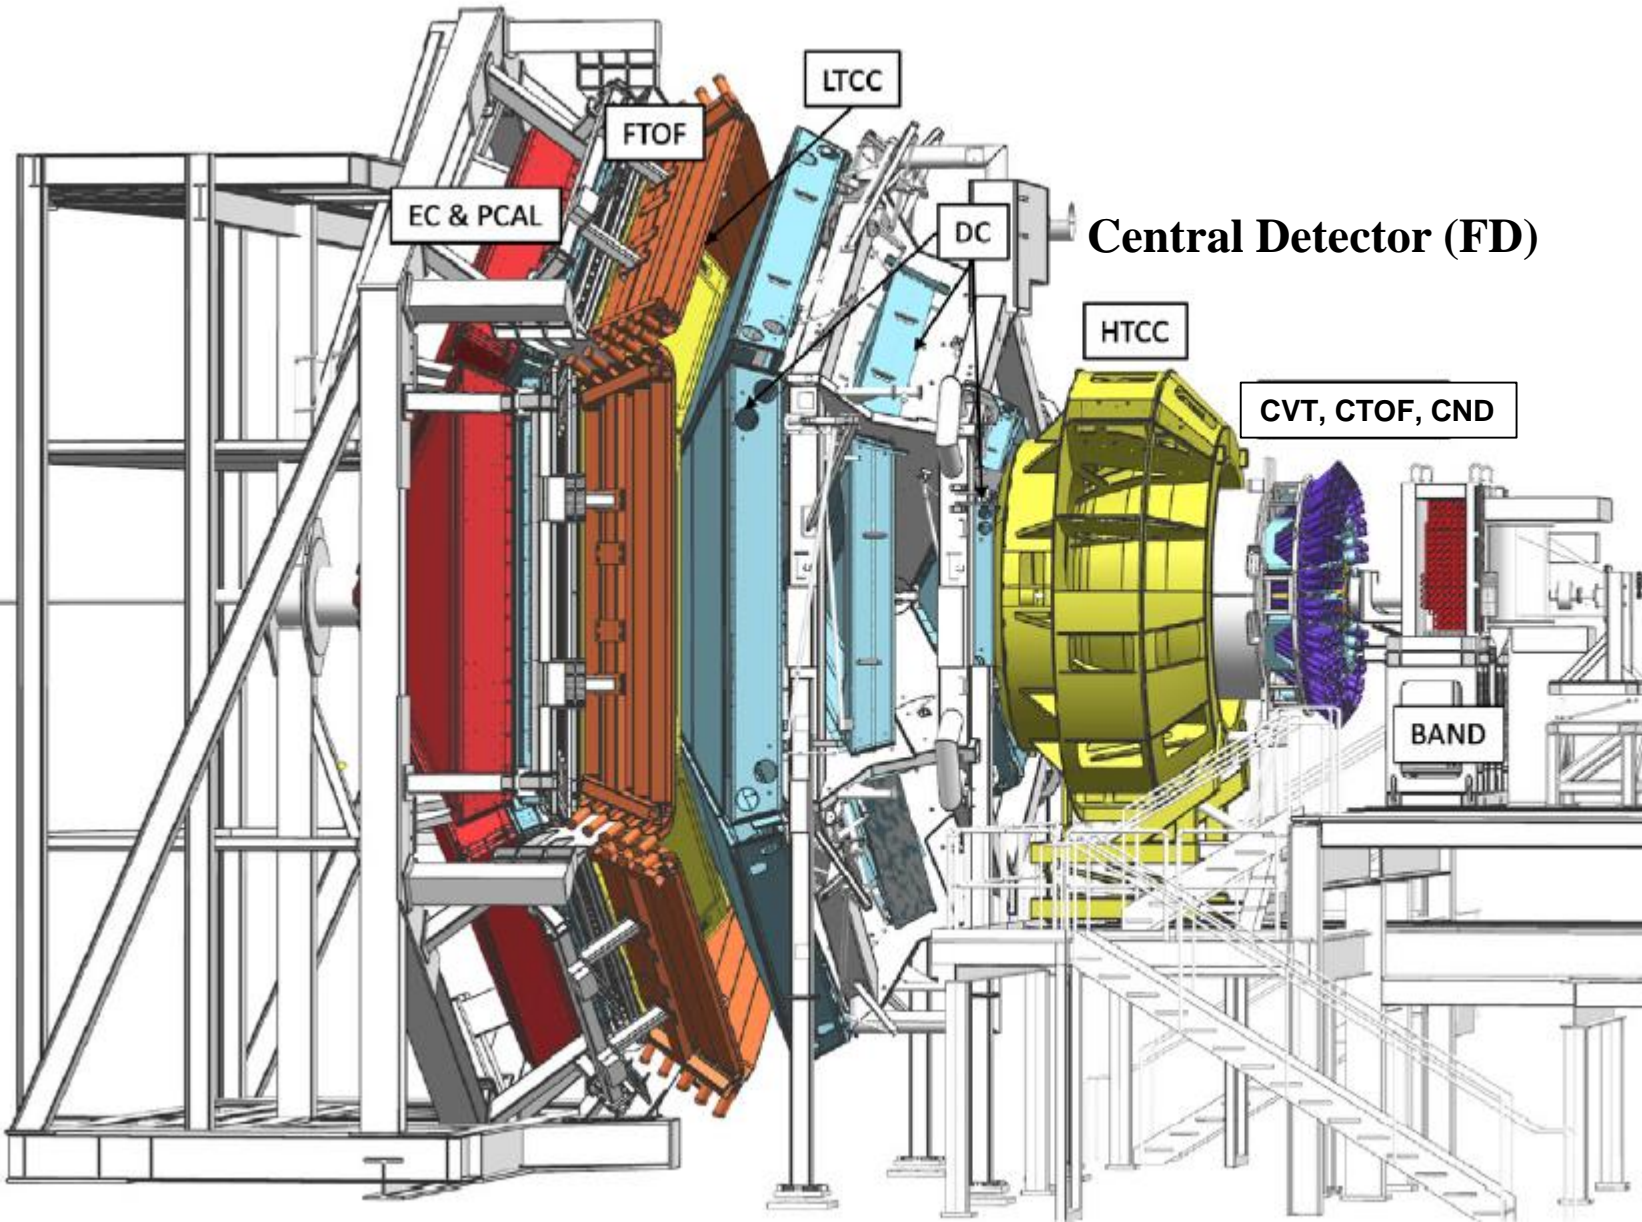 LTCC
FTOF
EC & PCAL
DC
Central Detector (FD)
HTCC
CVT, CTOF, CND
BAND